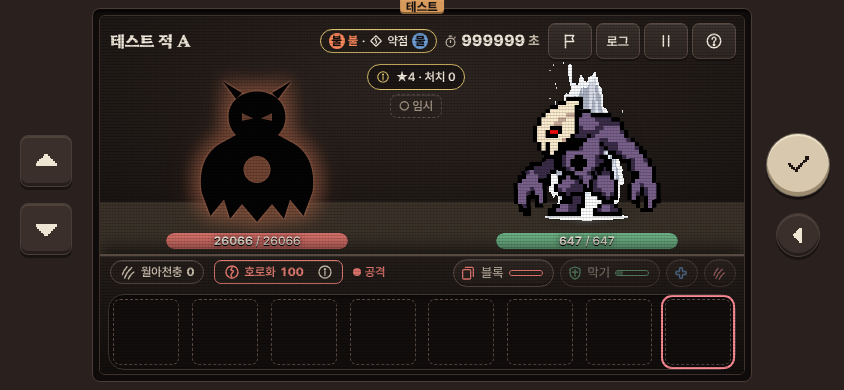 테스트
테스트 적 A
불 불 · 약점 물
999999 초
로그
★4 · 처치 0
임시
26066 / 26066
647 / 647
월아천충 0
호로화 100
공격
블록
막기